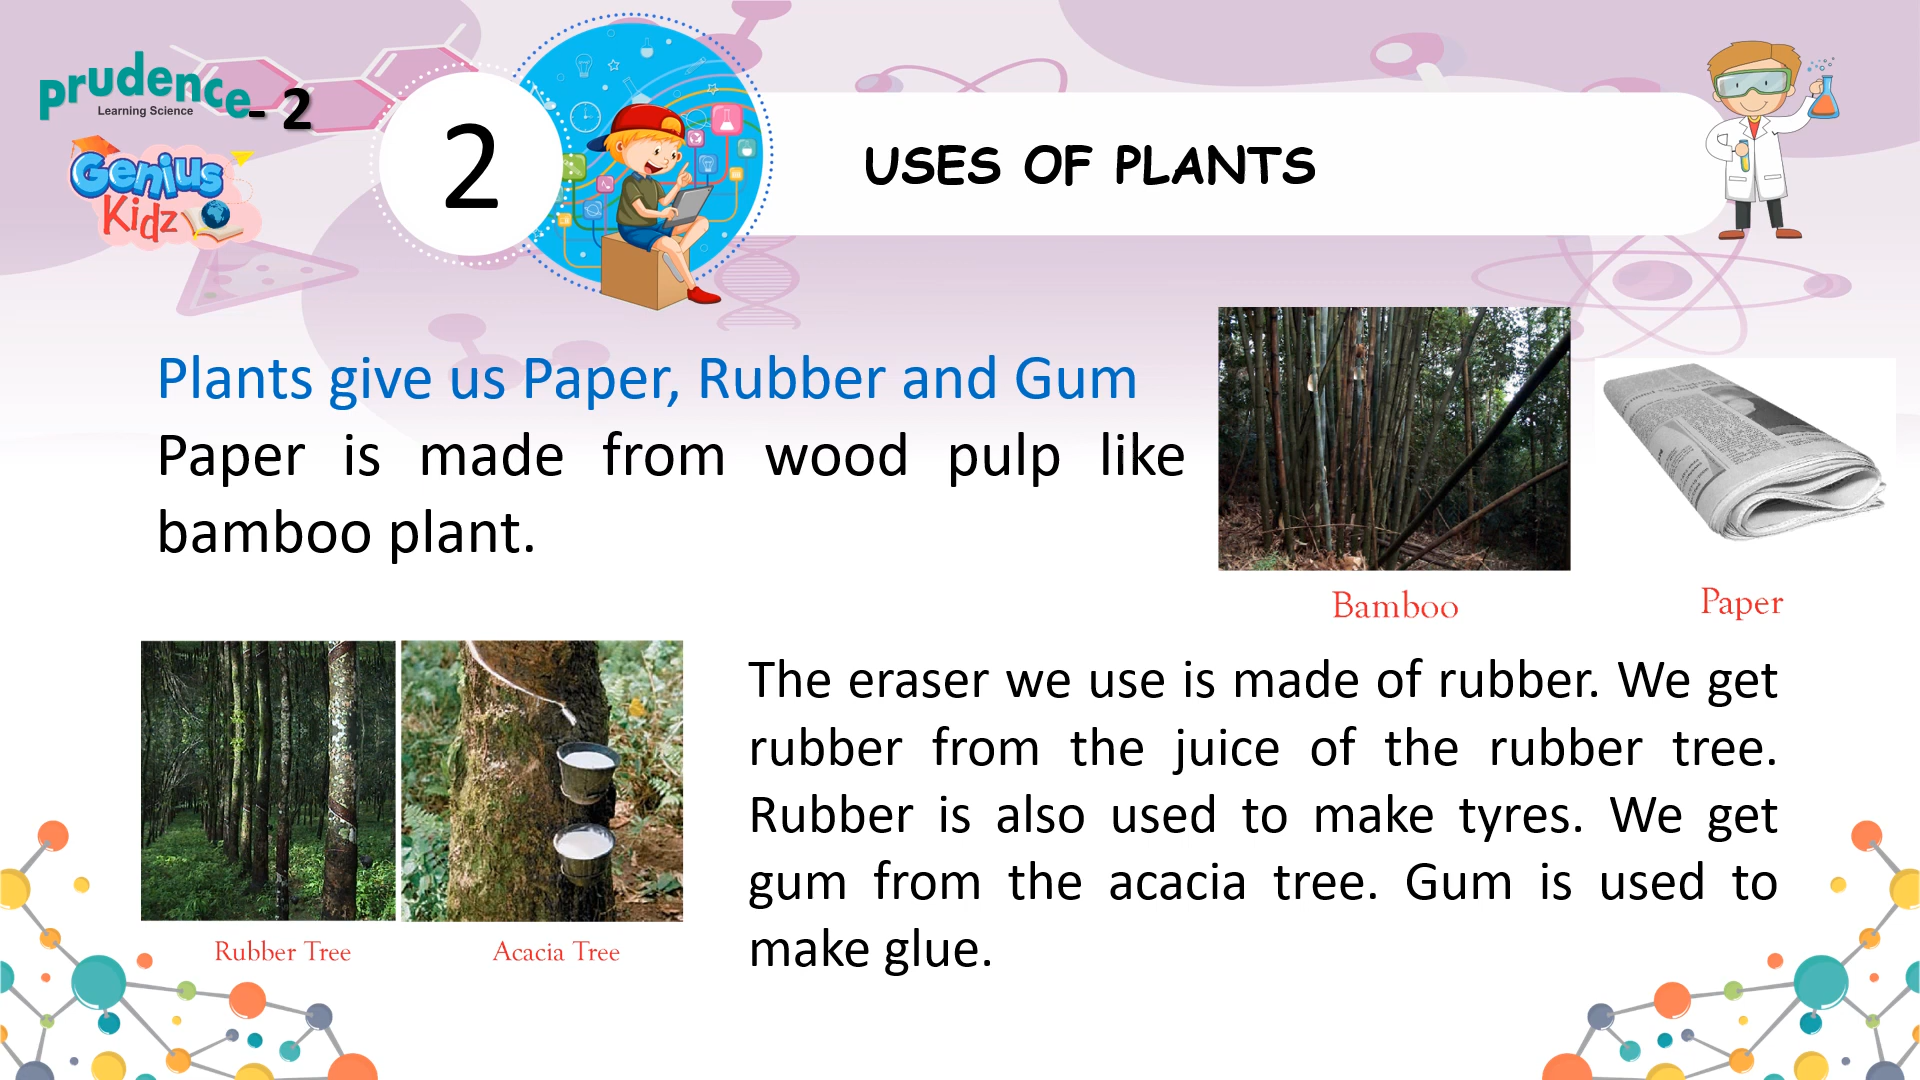 prudence - 2
Learning Science
Genius
Kidz
2
USES OF PLANTS
Plants give us Paper, Rubber and Gum
Paper is made from wood pulp like
bamboo plant.
Bamboo
Paper
The eraser we use is made of rubber. We get
rubber from the juice of the rubber tree.
Rubber is also used to make tyres. We get
gum from the acacia tree. Gum is used to
make glue.
Rubber Tree
Acacia Tree